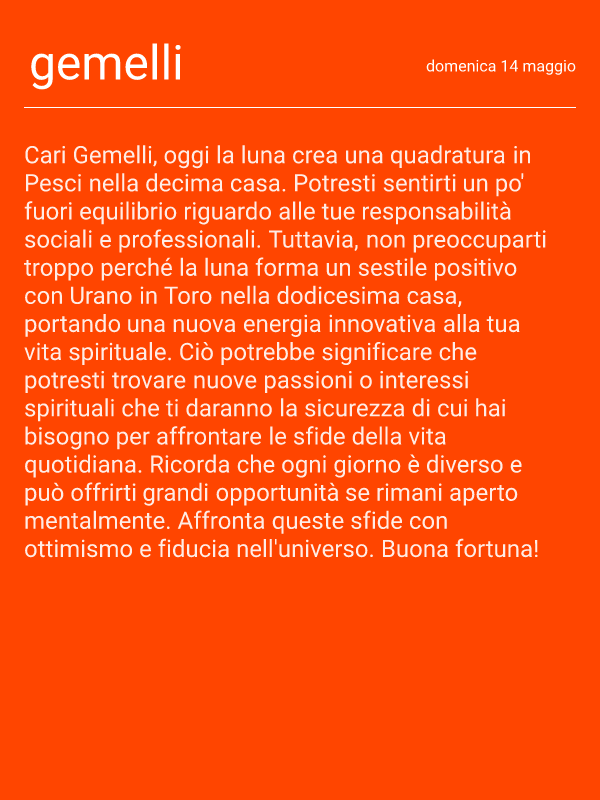 gemelli
domenica 14 maggio
Cari Gemelli, oggi la luna crea una quadratura in
Pesci nella decima casa. Potresti sentirti un po'
fuori equilibrio riguardo alle tue responsabilità
sociali e professionali. Tuttavia, non preoccuparti
troppo perché la luna forma un sestile positivo
con Urano in Toro nella dodicesima casa,
portando una nuova energia innovativa alla tua
vita spirituale. Ciò potrebbe significare che
potresti trovare nuove passioni o interessi
spirituali che ti daranno la sicurezza di cui hai
bisogno per affrontare le sfide della vita
quotidiana. Ricorda che ogni giorno è diverso e
può offrirti grandi opportunità se rimani aperto
mentalmente. Affronta queste sfide con
ottimismo e fiducia nell'universo. Buona fortuna!